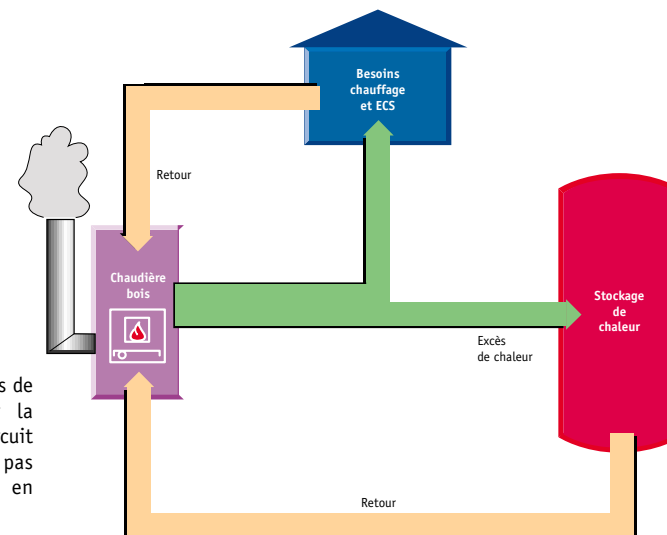 Besoins
chauffage
et ECS
Retour
Chaudière
bois
Stockage
de
chaleur
Excès
de chaleur
s de
la
cuit
pas
en
Retour